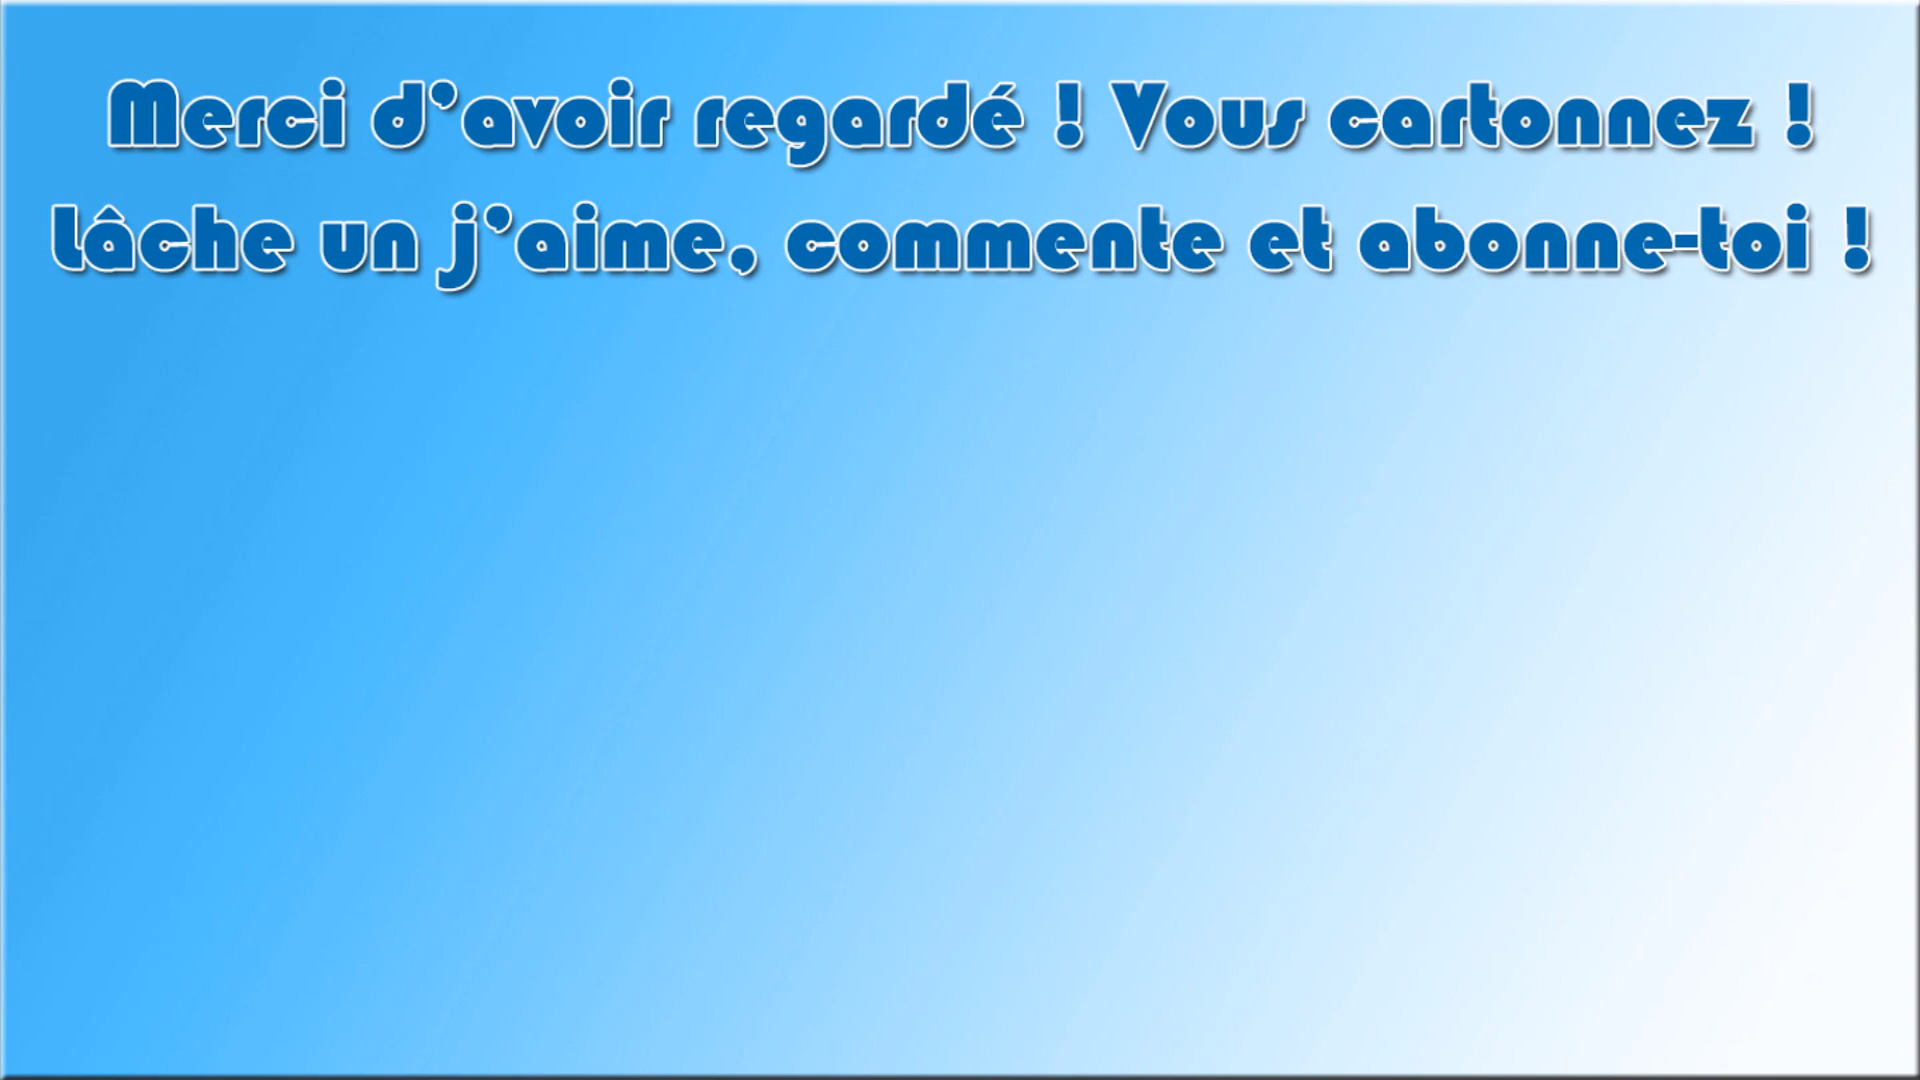 Merci d’avoir regardé ! Vous cartonnez !
Lâche un j’aime, commente et abonne-toi !